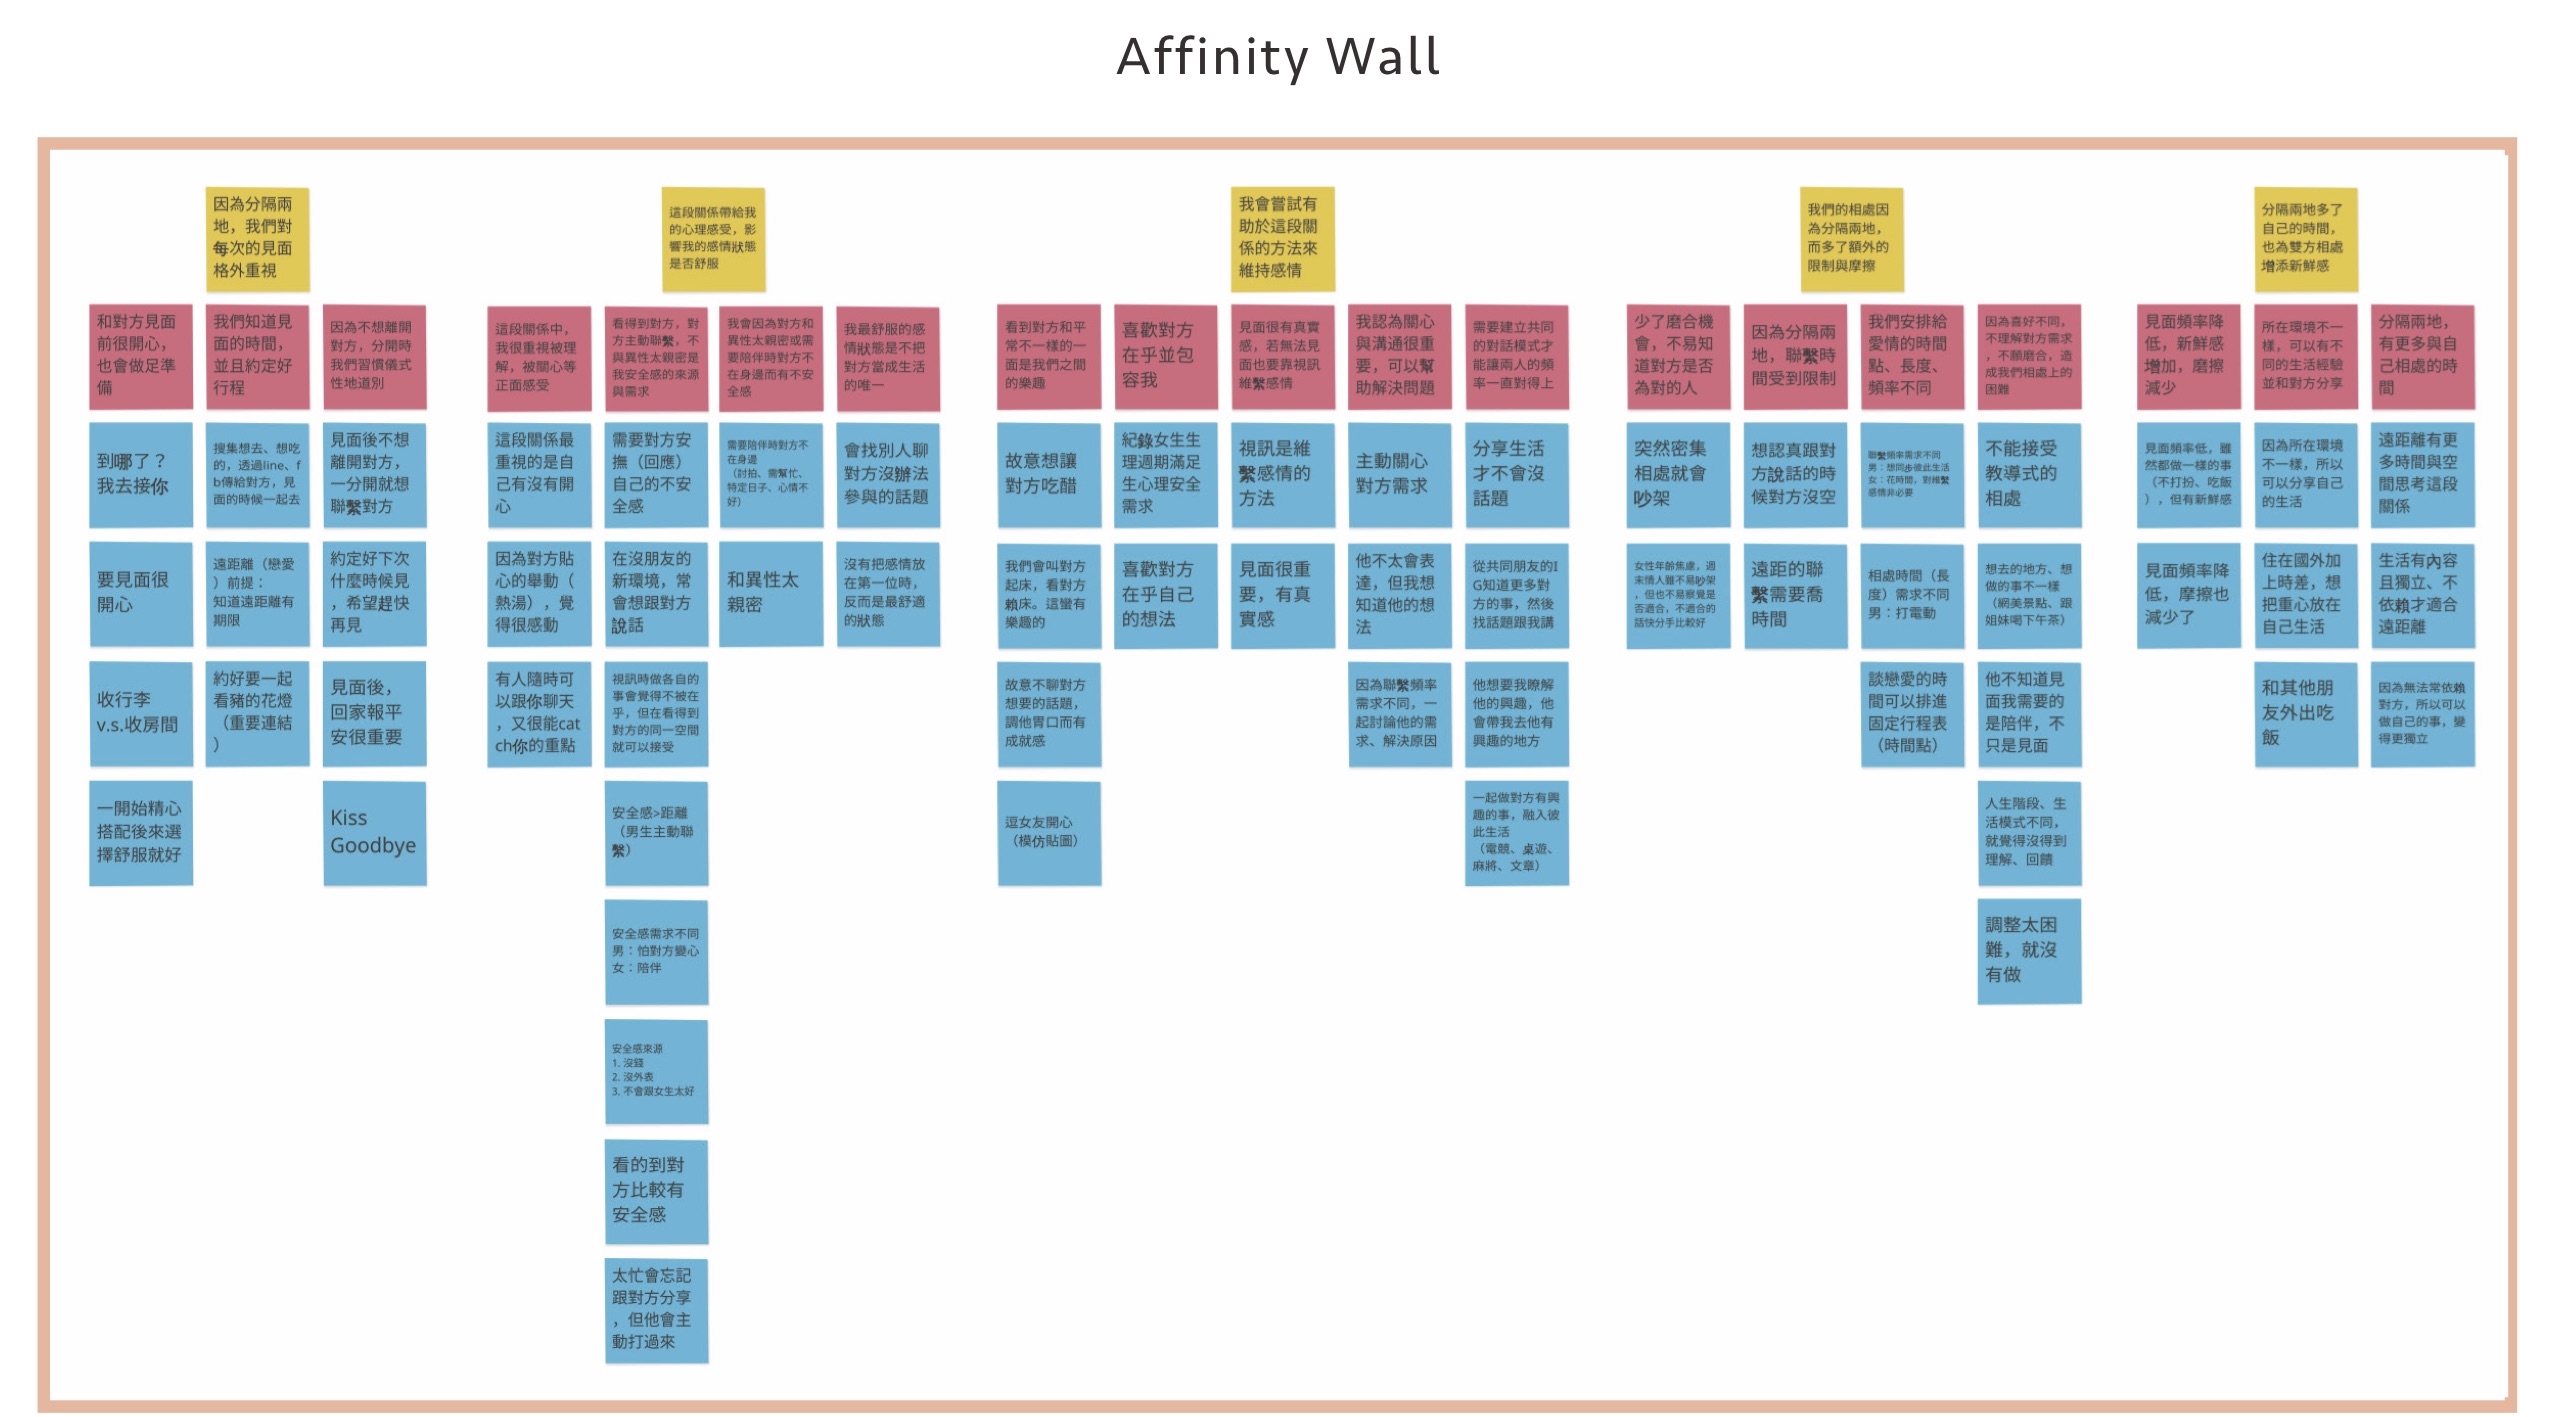 Affinity Wall
因為分隔兩
地，我們對
每次的見面
格外重視
和對方見面
前很開心，
也會做足準
備
到哪了？
我去接你
要見面很
開心
收行李
v.s.收房間
一開始精心
搭配後來選
擇舒服就好
我們知道見
面的時間，
並且約定好
行程
搜集想去、想吃
的，透過line、f
b傳給對方，見
面的時候一起去
遠距離（戀愛
）前提：
知道遠距離有
期限
約好要一起
看豬的花燈
（重要連結
）
因為不想離開
對方，分開時
我們習慣儀式
性地道別
見面後不想
離開對方，
一分開就想
聯繫對方
約定好下次
什麼時候見
，希望趕快
再見
見面後，
回家報平
安很重要
Kiss
Goodbye
這段關係帶給我
的心理感受，影
響我的感情狀態
是否舒服
這段關係中，
我很重視被理
解，被關心等
正面感受
這段關係最
重視的是自
己有沒有開
心
因為對方貼
心的舉動（
熱湯），覺
得很感動
有人隨時可
以跟你聊天
，又很能cat
ch你的重點
看得到對方，對
方主動聯繫，不
與異性太親密是
我安全感的來源
與需求
需要對方安
撫（回應）
自己的不安
全感
在沒朋友的
新環境，常
會想跟對方
說話
視訊時做各自的
事會覺得不被在
乎，但在看得到
對方的同一空間
就可以接受
安全感>距離
（男生主動聯
繫）
安全感需求不同
男：怕對方變心
女：陪伴
安全感來源
1. 沒錢
2. 沒外表
3. 不會跟女生太好
看的到對
方比較有
安全感
太忙會忘記
跟對方分享
，但他會主
動打過來
我會因為對方和
異性太親密或需
要陪伴時對方不
在身邊而有不安
全感
需要陪伴時對方不
在身邊
（討拍、需幫忙、
特定日子、心情不
好）
和異性太
親密
我最舒服的感
情狀態是不把
對方當成生活
的唯一
會找別人聊
對方沒辦法
參與的話題
沒有把感情放
在第一位時，
反而是最舒適
的狀態
我會嘗試有
助於這段關
係的方法來
維持感情
看到對方和平
常不一樣的一
面是我們之間
的樂趣
故意想讓
對方吃醋
我們會叫對方
起床，看對方
賴床。這蠻有
樂趣的
故意不聊對方
想要的話題，
調他胃口而有
成就感
逗女友開心
（模仿貼圖）
喜歡對方
在乎並包
容我
紀錄女生生
理週期滿足
生心理安全
需求
喜歡對方
在乎自己
的想法
見面很有真實
感，若無法見
面也要靠視訊
維繫感情
視訊是維
繫感情的
方法
見面很重
要，有真
實感
我認為關心
與溝通很重
要，可以幫
助解決問題
主動關心
對方需求
他不太會表
達，但我想
知道他的想
法
因為聯繫頻率
需求不同，一
起討論他的需
求、解決原因
需要建立共同
的對話模式才
能讓兩人的頻
率一直對得上
分享生活
才不會沒
話題
從共同朋友的I
G知道更多對
方的事，然後
找話題跟我講
他想要我瞭解
他的興趣，他
會帶我去他有
興趣的地方
一起做對方有興
趣的事，融入彼
此生活
（電競、桌遊、
麻將、文章）
我們的相處因
為分隔兩地，
而多了額外的
限制與摩擦
少了磨合機
會，不易知
道對方是否
為對的人
突然密集
相處就會
吵架
女性年齡焦慮，週
末情人雖不易吵架
，但也不易察覺是
否適合，不適合的
話快分手比較好
因為分隔兩
地，聯繫時
間受到限制
想認真跟對
方說話的時
候對方沒空
遠距的聯
繫需要喬
時間
我們安排給
愛情的時間
點、長度、
頻率不同
聯繫頻率需求不同
男：想同步彼此生活
女：花時間，對維繫
感情非必要
相處時間（長
度）需求不同
男：打電動
談戀愛的時
間可以排進
固定行程表
（時間點）
因為喜好不同，
不理解對方需求
，不願磨合，造
成我們相處上的
困難
不能接受
教導式的
相處
想去的地方、想
做的事不一樣
（網美景點、跟
姐妹喝下午茶）
他不知道見
面我需要的
是陪伴，不
只是見面
人生階段、生
活模式不同，
就覺得沒得到
理解、回饋
調整太困
難，就沒
有做
分隔兩地多了
自己的時間，
也為雙方相處
增添新鮮感
見面頻率降
低，新鮮感
增加，磨擦
減少
見面頻率低，雖
然都做一樣的事
（不打扮、吃飯
），但有新鮮感
見面頻率降
低，摩擦也
減少了
所在環境不一
樣，可以有不
同的生活經驗
並和對方分享
因為所在環境
不一樣，所以
可以分享自己
的生活
住在國外加
上時差，想
把重心放在
自己生活
和其他朋
友外出吃
飯
分隔兩地，
有更多與自
己相處的時
間
遠距離有更
多時間與空
間思考這段
關係
生活有內容
且獨立、不
依賴才適合
遠距離
因為無法常依賴
對方，所以可以
做自己的事，變
得更獨立